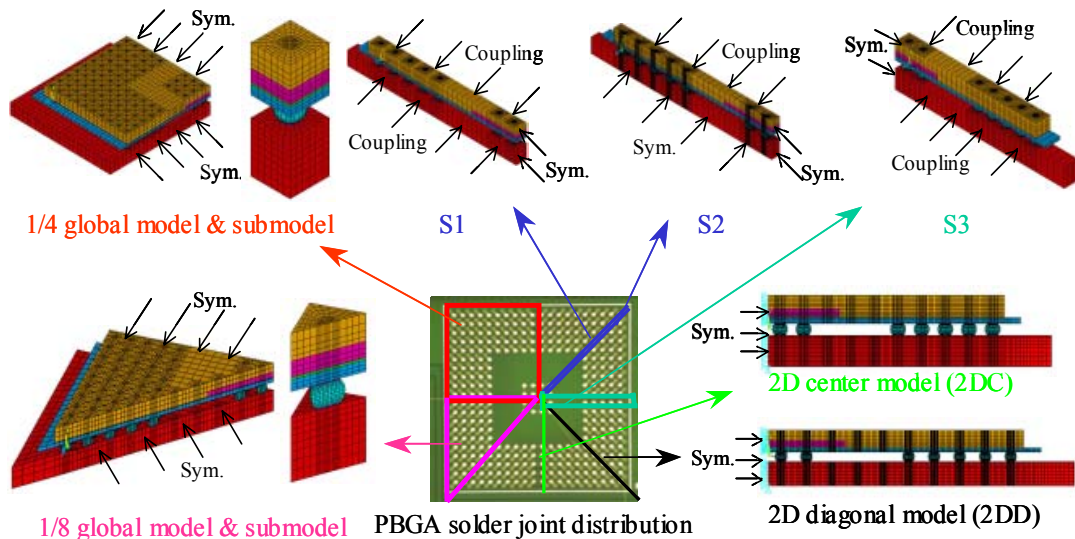 Sym.
Sym.
Coupling
Coupling
Sym.
Coupling
Sym.
Sym.
Sym.
Coupling
Coupling
1/4 global model & submodel
S1
S2
S3
Sym.
Sym.
1/8 global model & submodel
PBGA solder joint distribution
Sym.
2D center model (2DC)
Sym.
2D diagonal model (2DD)